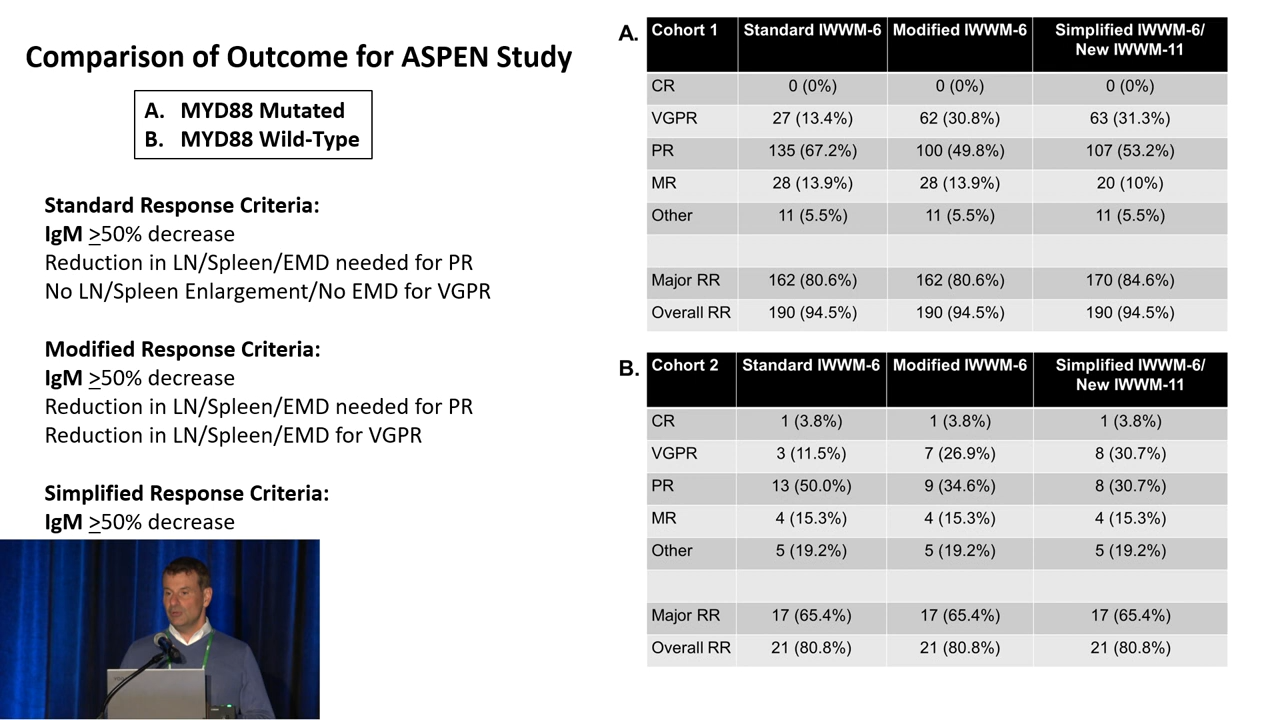 Comparison of Outcome for ASPEN Study
A. MYD88 Mutated
B. MYD88 Wild-Type
Standard Response Criteria:
IgM ≥50% decrease
Reduction in LN/Spleen/EMD needed for PR
No LN/Spleen Enlargement/No EMD for VGPR
Modified Response Criteria:
IgM ≥50% decrease
Reduction in LN/Spleen/EMD needed for PR
Reduction in LN/Spleen/EMD for VGPR
Simplified Response Criteria:
IgM ≥50% decrease
A.
Cohort 1 Standard IWWM-6 Modified IWWM-6 Simplified IWWM-6/
New IWWM-11
CR 0 (0%) 0 (0%) 0 (0%)
VGPR 27 (13.4%) 62 (30.8%) 63 (31.3%)
PR 135 (67.2%) 100 (49.8%) 107 (53.2%)
MR 28 (13.9%) 28 (13.9%) 20 (10%)
Other 11 (5.5%) 11 (5.5%) 11 (5.5%)
Major RR 162 (80.6%) 162 (80.6%) 170 (84.6%)
Overall RR 190 (94.5%) 190 (94.5%) 190 (94.5%)
B.
Cohort 2 Standard IWWM-6 Modified IWWM-6 Simplified IWWM-6/
New IWWM-11
CR 1 (3.8%) 1 (3.8%) 1 (3.8%)
VGPR 3 (11.5%) 7 (26.9%) 8 (30.7%)
PR 13 (50.0%) 9 (34.6%) 8 (30.7%)
MR 4 (15.3%) 4 (15.3%) 4 (15.3%)
Other 5 (19.2%) 5 (19.2%) 5 (19.2%)
Major RR 17 (65.4%) 17 (65.4%) 17 (65.4%)
Overall RR 21 (80.8%) 21 (80.8%) 21 (80.8%)